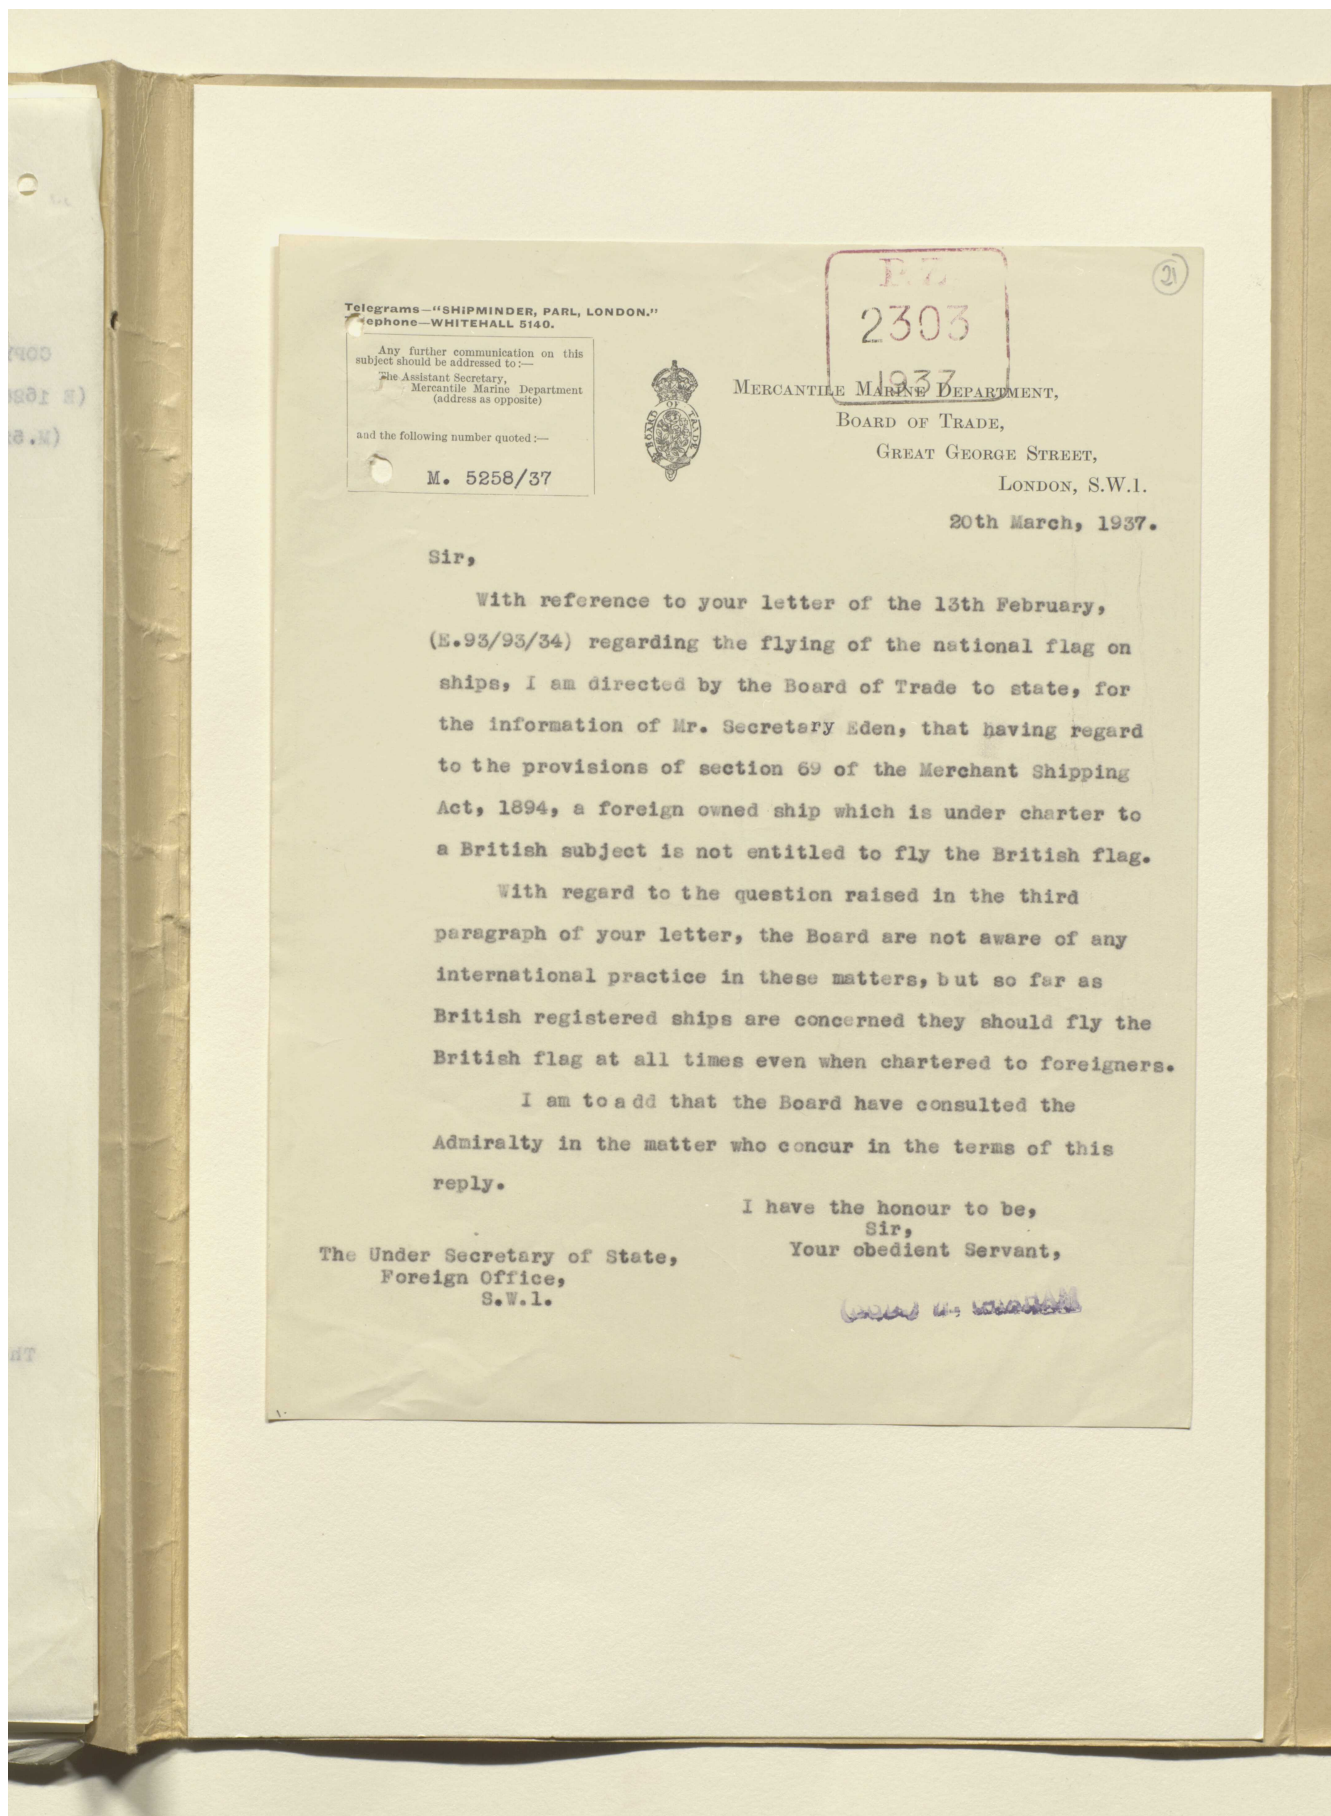 21
P.Z.
2303
1937
Telegrams—"SHIPMINDER, PARL, LONDON."
Telephone—WHITEHALL 5140.
Any further communication on this
subject should be addressed to:—
The Assistant Secretary,
Mercantile Marine Department
(address as opposite)
and the following number quoted:—
M. 5258/37
BOARD OF TRADE
MERCANTILE MARINE DEPARTMENT,
BOARD OF TRADE,
GREAT GEORGE STREET,
LONDON, S.W.1.
20th March, 1937.
Sir,
With reference to your letter of the 13th February,
(E.93/93/34) regarding the flying of the national flag on
ships, I am directed by the Board of Trade to state, for
the information of Mr. Secretary Eden, that having regard
to the provisions of section 69 of the Merchant Shipping
Act, 1894, a foreign owned ship which is under charter to
a British subject is not entitled to fly the British flag.
With regard to the question raised in the third
paragraph of your letter, the Board are not aware of any
international practice in these matters, but so far as
British registered ships are concerned they should fly the
British flag at all times even when chartered to foreigners.
I am to add that the Board have consulted the
Admiralty in the matter who concur in the terms of this
reply.
I have the honour to be,
Sir,
Your obedient Servant,
The Under Secretary of State,
Foreign Office,
S.W.1.